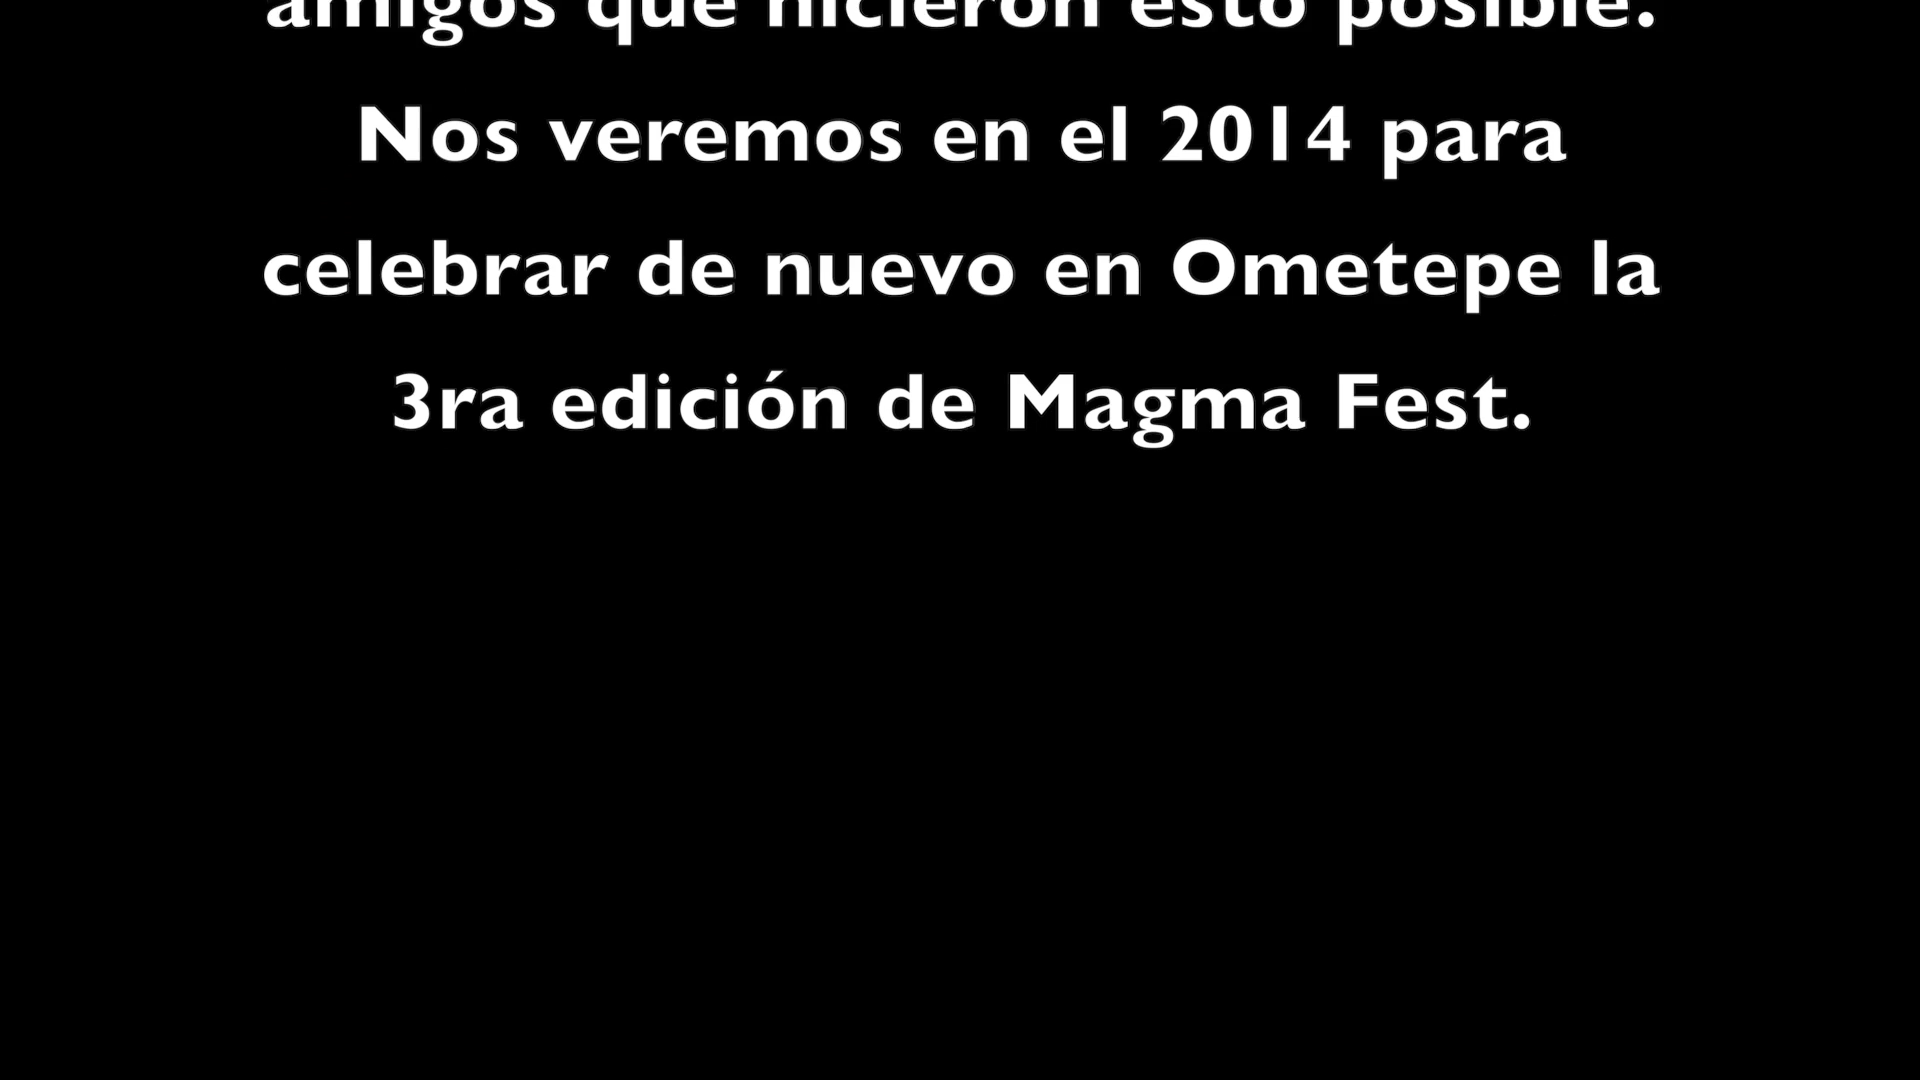 amigos que hicieron esto posible.
Nos veremos en el 2014 para
celebrar de nuevo en Ometepe la
3ra edición de Magma Fest.